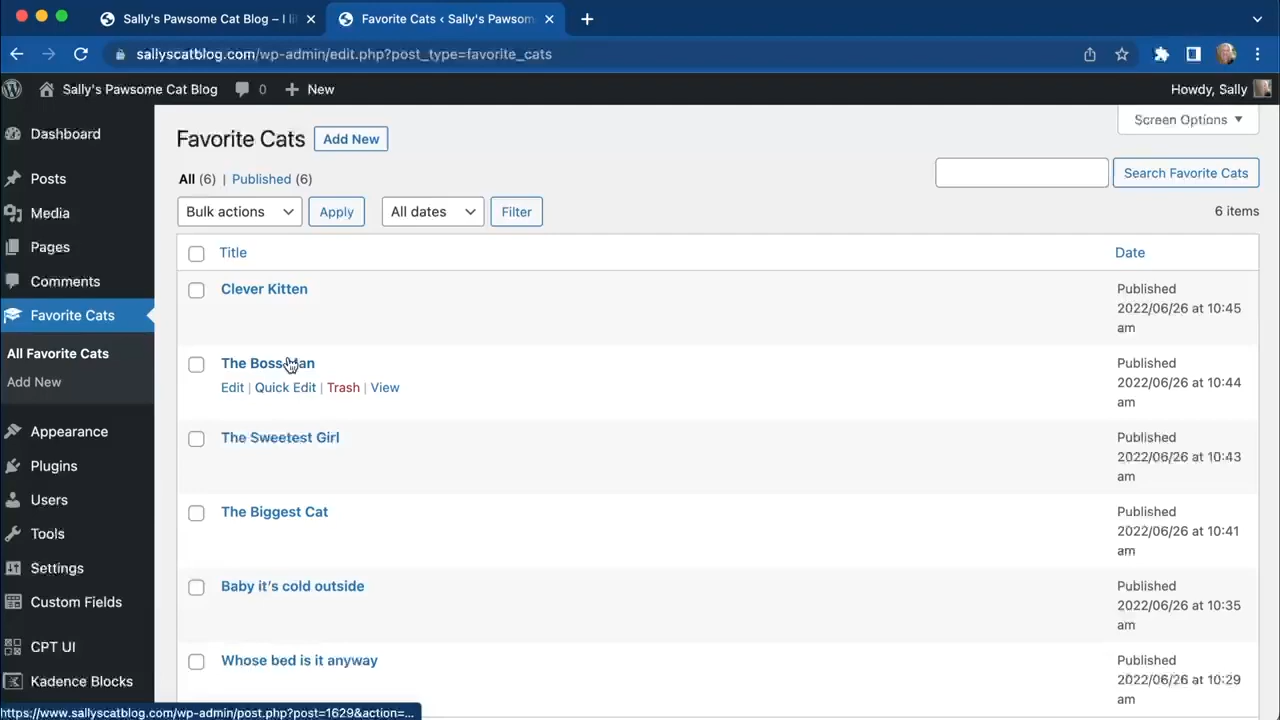 Sally's Pawsome Cat Blog – I li
Favorite Cats ‹ Sally's Pawsom
sallyscatblog.com/wp-admin/edit.php?post_type=favorite_cats
Sally's Pawsome Cat Blog 0 New Howdy, Sally
Dashboard
Posts
Media
Pages
Comments
Favorite Cats
All Favorite Cats
Add New
Appearance
Plugins
Users
Tools
Settings
Custom Fields
CPT UI
Kadence Blocks
Screen Options
Favorite Cats Add New
All (6) | Published (6)
Search Favorite Cats
Bulk actions Apply All dates Filter 6 items
Title Date
Clever Kitten Published
2022/06/26 at 10:45
am
The Boss Man Published
Edit | Quick Edit | Trash | View 2022/06/26 at 10:44
am
The Sweetest Girl Published
2022/06/26 at 10:43
am
The Biggest Cat Published
2022/06/26 at 10:41
am
Baby it's cold outside Published
2022/06/26 at 10:35
am
Whose bed is it anyway Published
2022/06/26 at 10:29
am
https://www.sallyscatblog.com/wp-admin/post.php?post=1629&action=...